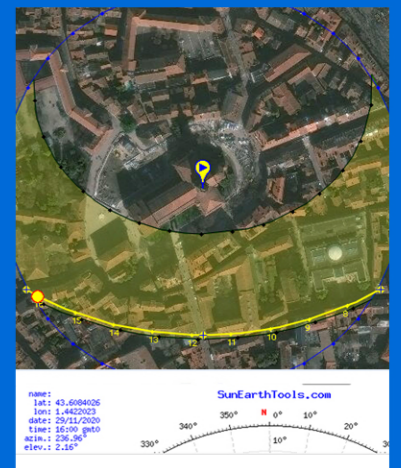 15
14
13
12
11
10
9
8
name:
lat: 43.6084026
lon: 1.4422023
date: 29/11/2020
time: 16:00 gmt0
azim.: 236.96°
elev.: 2.16°
SunEarthTools.com
330°
340°
350°
N
0°
10°
20°
10°